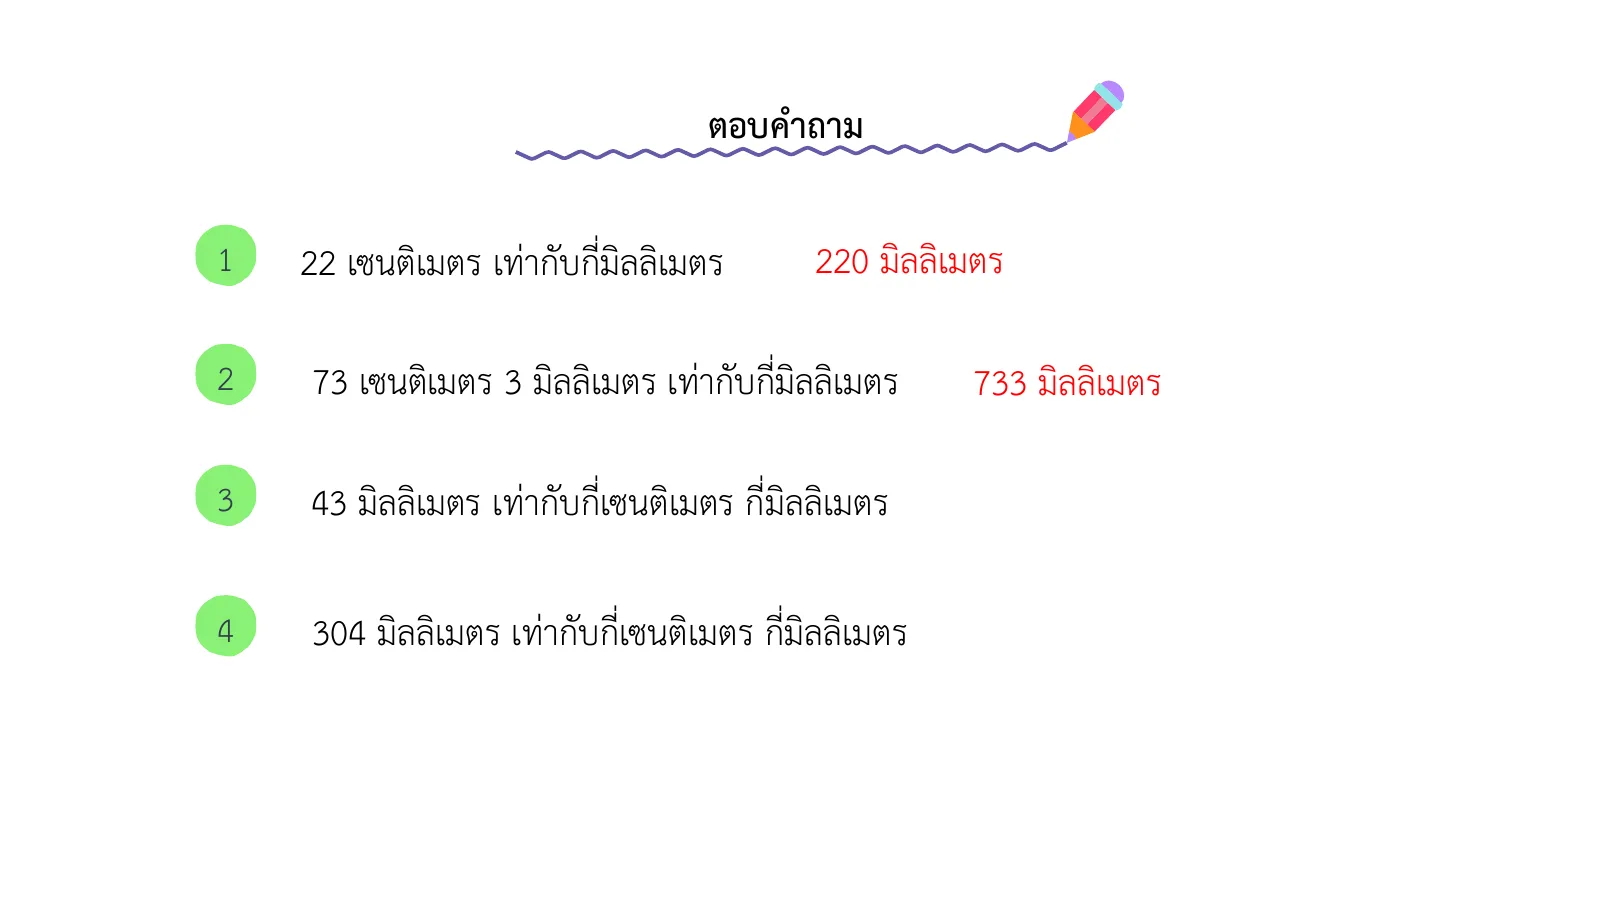 ตอบคำถาม
1 22 เซนติเมตร เท่ากับกี่มิลลิเมตร 220 มิลลิเมตร
2 73 เซนติเมตร 3 มิลลิเมตร เท่ากับกี่มิลลิเมตร 733 มิลลิเมตร
3 43 มิลลิเมตร เท่ากับกี่เซนติเมตร กี่มิลลิเมตร
4 304 มิลลิเมตร เท่ากับกี่เซนติเมตร กี่มิลลิเมตร